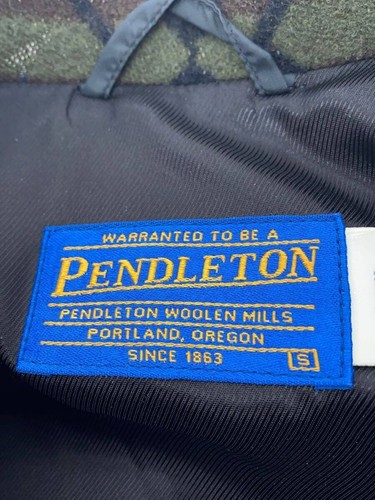 WARRANTED TO BE A
PENDLETON
PENDLETON WOOLEN MILLS
PORTLAND, OREGON
SINCE 1863
S